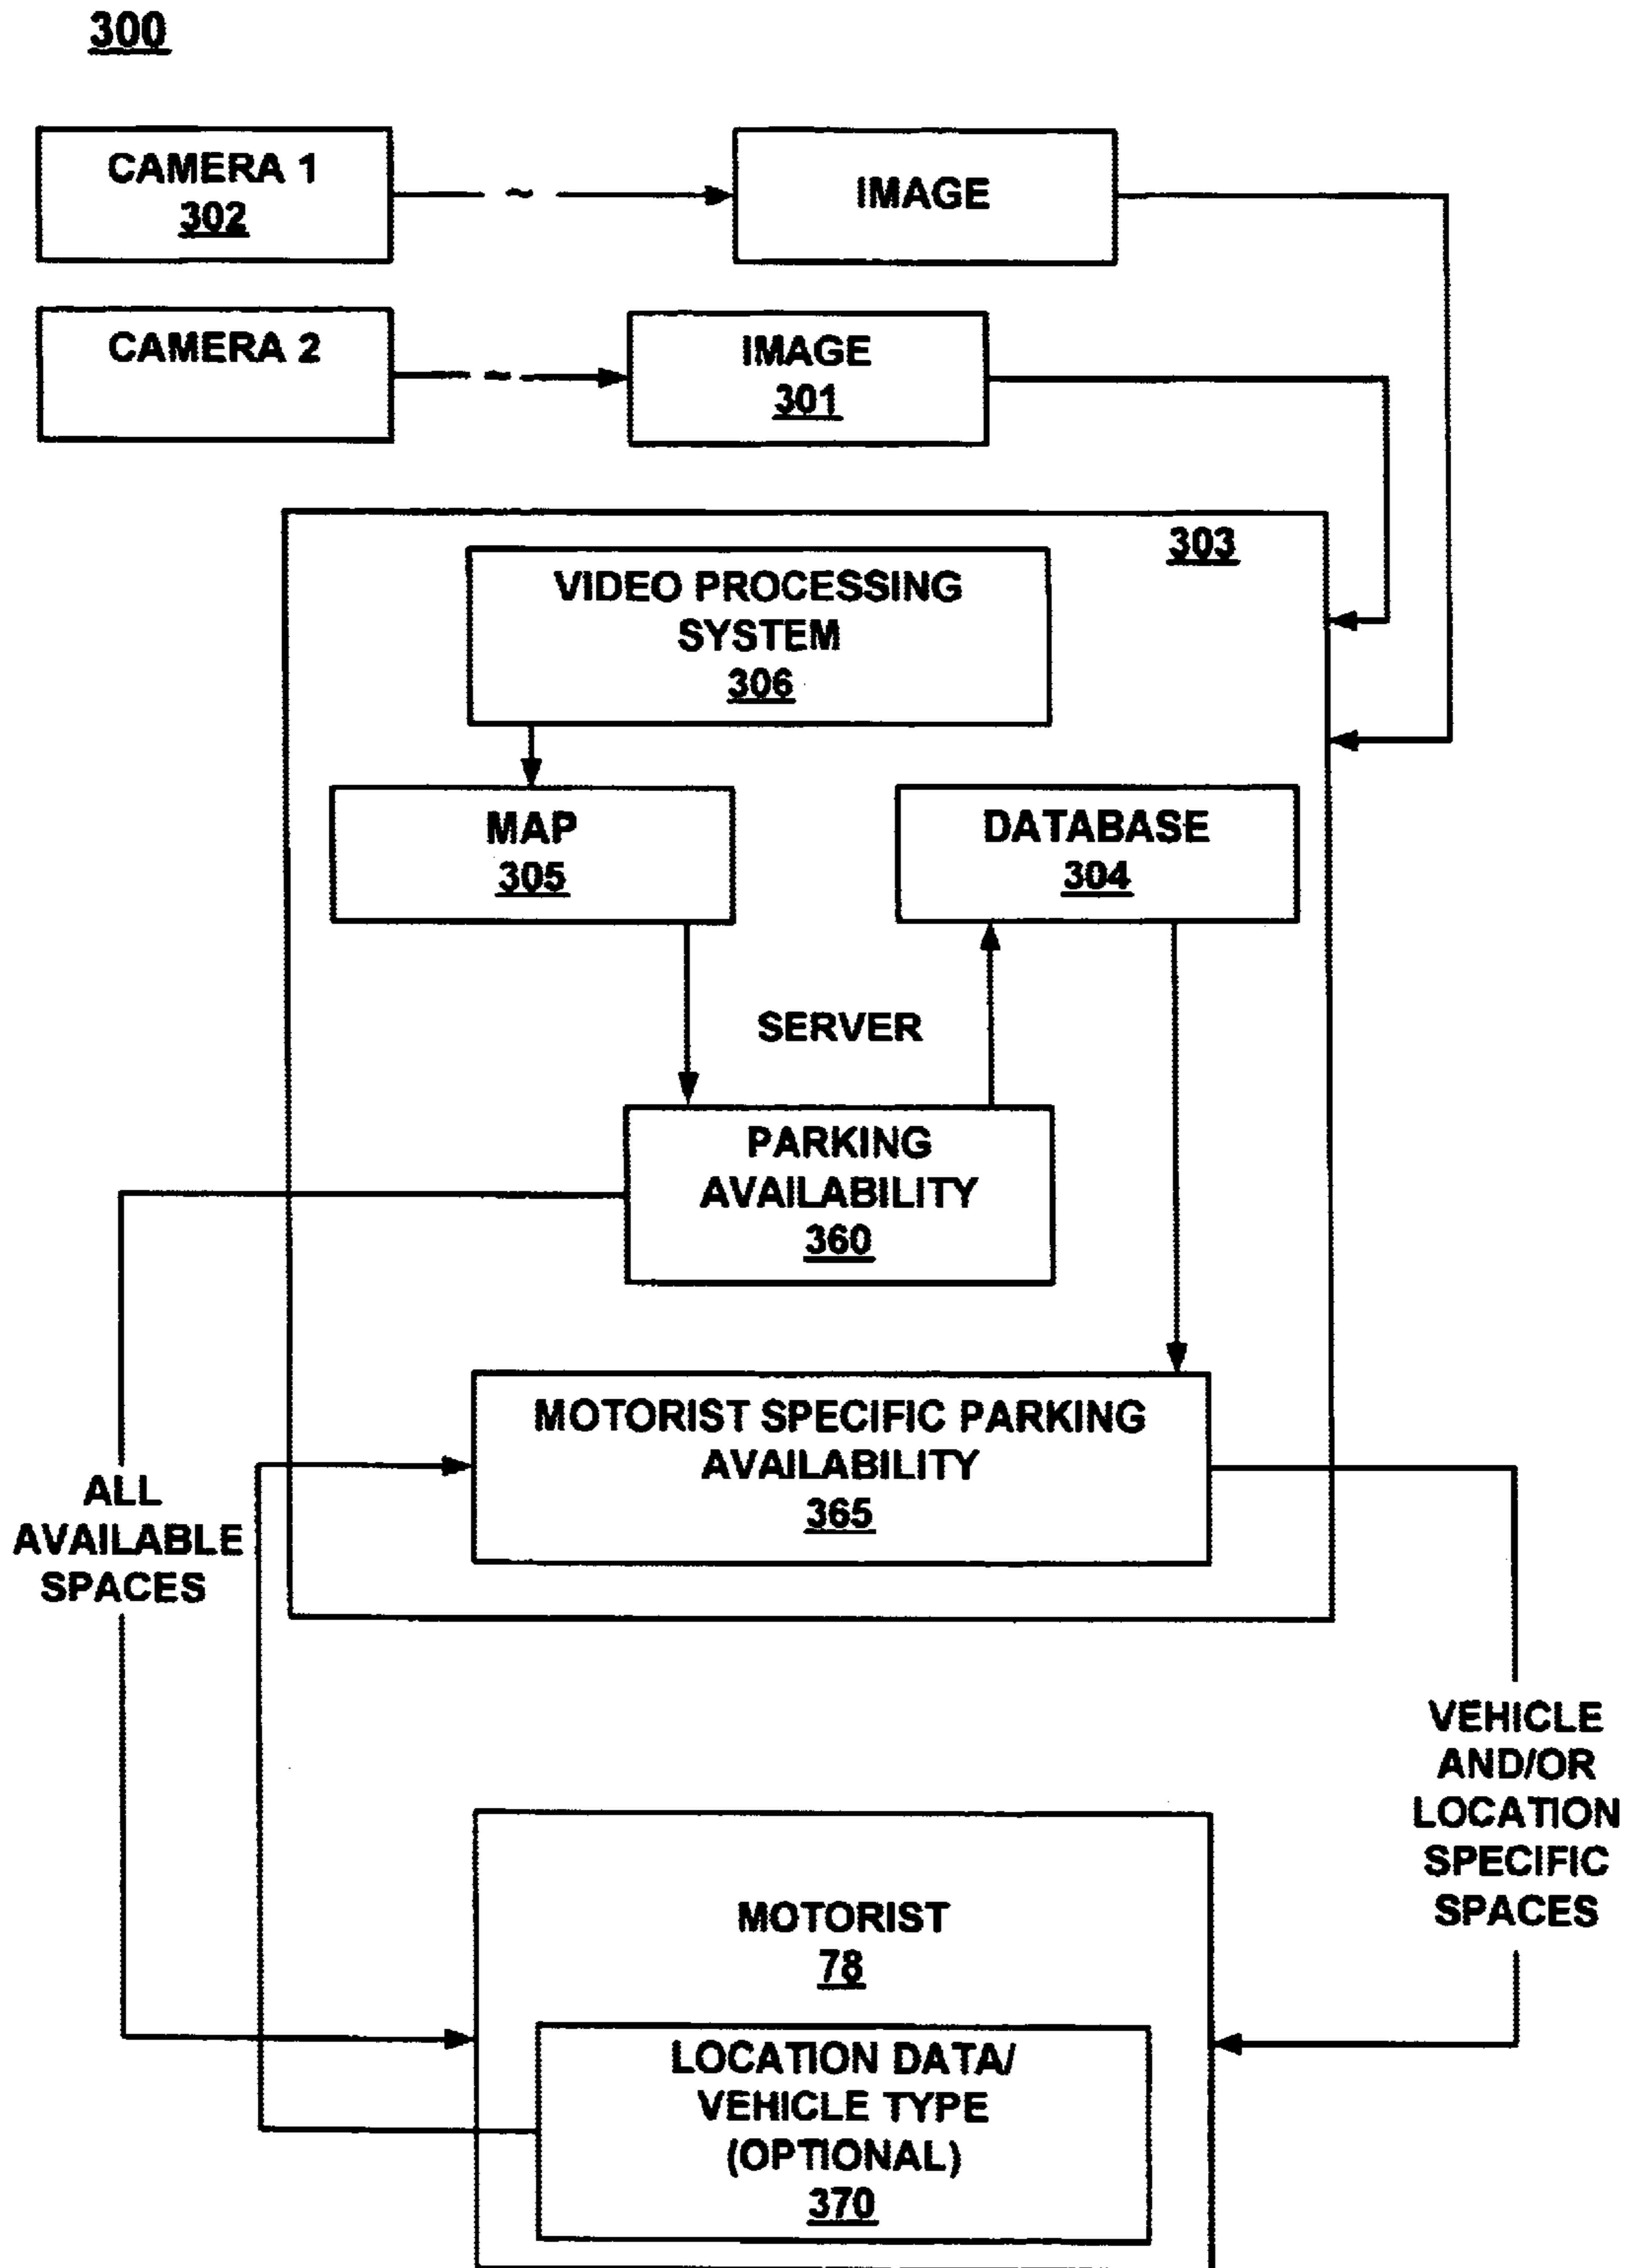 300
CAMERA 1
302
IMAGE
CAMERA 2
IMAGE
301
303
VIDEO PROCESSING
SYSTEM
306
MAP
305
DATABASE
304
SERVER
PARKING
AVAILABILITY
360
MOTORIST SPECIFIC PARKING
AVAILABILITY
365
ALL
AVAILABLE
SPACES
VEHICLE
AND/OR
LOCATION
SPECIFIC
SPACES
MOTORIST
78
LOCATION DATA/
VEHICLE TYPE
(OPTIONAL)
370